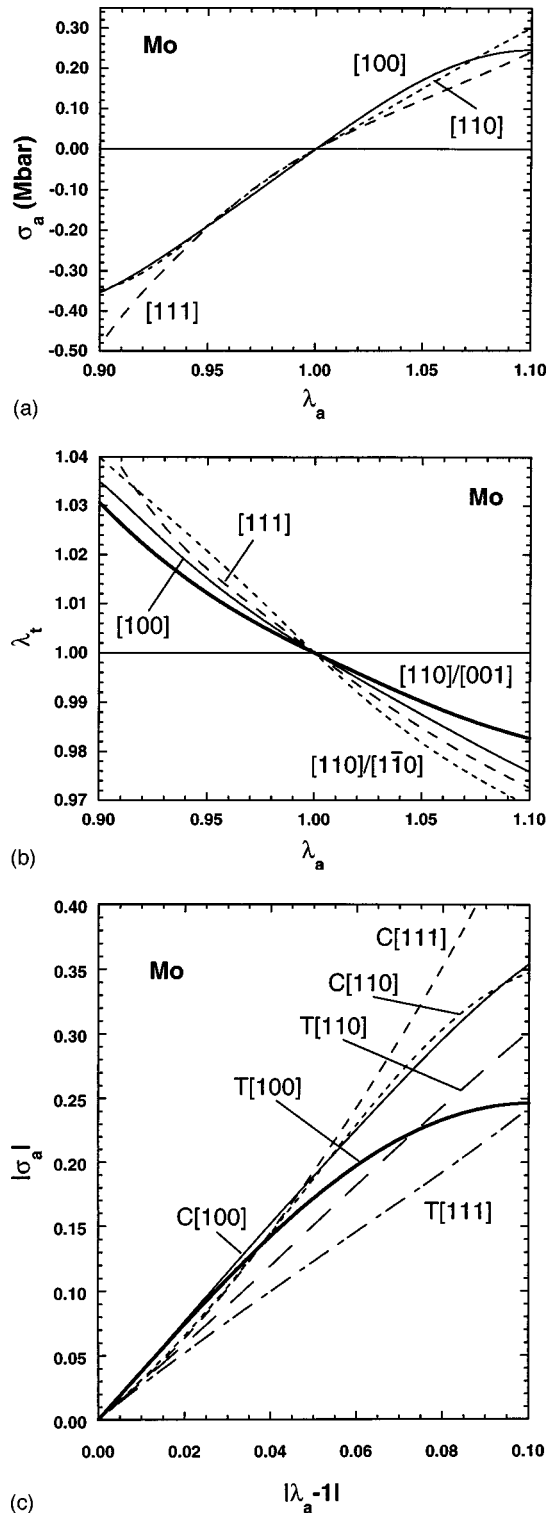 Mo
0.30
0.20
0.10
0.00
-0.10
-0.20
-0.30
-0.40
-0.50
σa (Mbar)
[100]
[110]
[111]
0.90 0.95 1.00 1.05 1.10
λa
(a)
1.04
1.03
1.02
1.01
1.00
0.99
0.98
0.97
λt
Mo
[111]
[100]
[110]/[001]
[110]/[11̄0]
0.90 0.95 1.00 1.05 1.10
λa
(b)
0.40
0.35
0.30
0.25
0.20
0.15
0.10
0.05
0.00
|σa|
Mo
C[111]
C[110]
T[110]
T[100]
C[100]
T[111]
0.00 0.02 0.04 0.06 0.08 0.10
|λa-1|
(c)